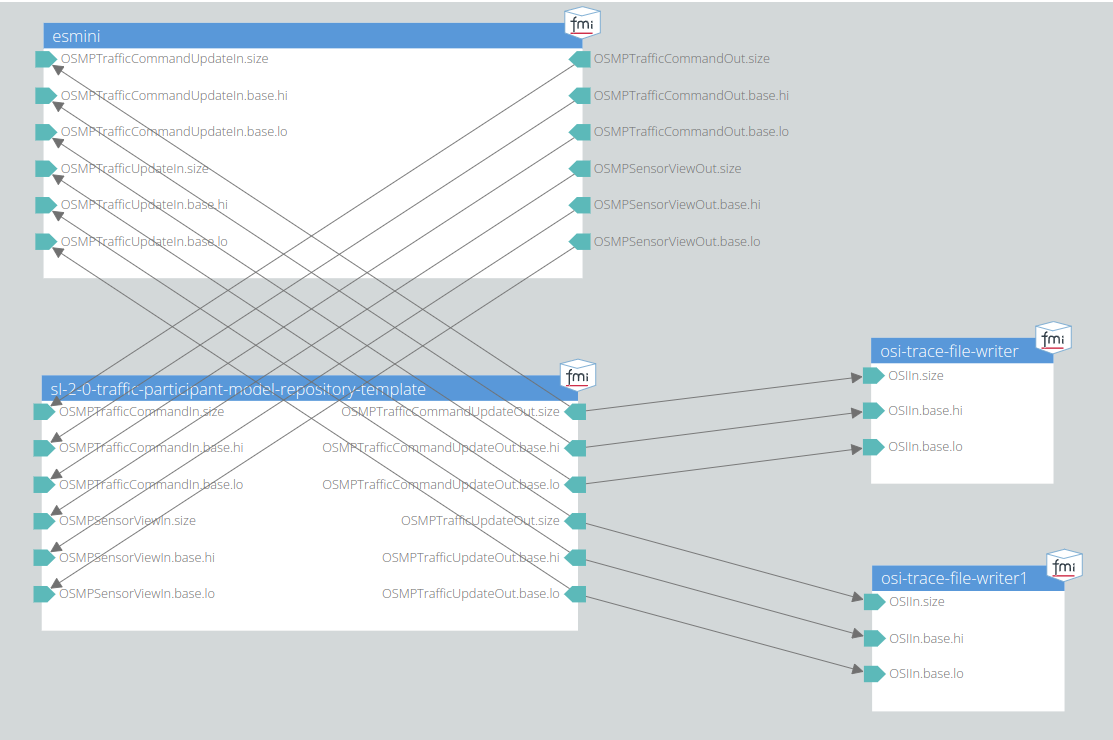 esmini
fmi
OSMPTrafficCommandUpdateIn.size
OSMPTrafficCommandOut.size
OSMPTrafficCommandUpdateIn.base.hi
OSMPTrafficCommandOut.base.hi
OSMPTrafficCommandUpdateIn.base.lo
OSMPTrafficCommandOut.base.lo
OSMPTrafficUpdateIn.size
OSMPSensorViewOut.size
OSMPTrafficUpdateIn.base.hi
OSMPSensorViewOut.base.hi
OSMPTrafficUpdateIn.base.lo
OSMPSensorViewOut.base.lo
sl-2-0-traffic-participant-model-repository-template
fmi
OSMPTrafficCommandIn.size
OSMPTrafficCommandUpdateOut.size
OSMPTrafficCommandIn.base.hi
OSMPTrafficCommandUpdateOut.base.hi
OSMPTrafficCommandIn.base.lo
OSMPTrafficCommandUpdateOut.base.lo
OSMPSensorViewIn.size
OSMPTrafficUpdateOut.size
OSMPSensorViewIn.base.hi
OSMPTrafficUpdateOut.base.hi
OSMPSensorViewIn.base.lo
OSMPTrafficUpdateOut.base.lo
osi-trace-file-writer
fmi
OSIIn.size
OSIIn.base.hi
OSIIn.base.lo
osi-trace-file-writer1
fmi
OSIIn.size
OSIIn.base.hi
OSIIn.base.lo